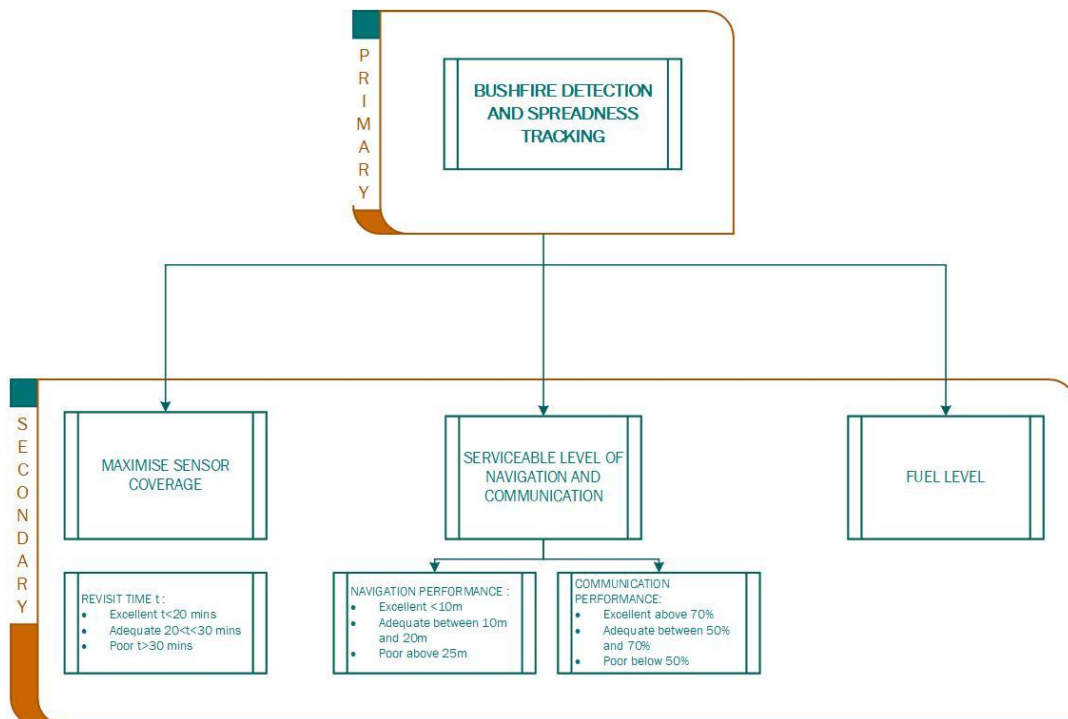 PRIMARY
BUSHFIRE DETECTION
AND SPREADNESS
TRACKING
SECONDARY
MAXIMISE SENSOR
COVERAGE
SERVICEABLE LEVEL OF
NAVIGATION AND
COMMUNICATION
FUEL LEVEL
REVISIT TIME t :
• Excellent t<20 mins
• Adequate 20<t<30 mins
• Poor t>30 mins
NAVIGATION PERFORMANCE :
• Excellent <10m
• Adequate between 10m
and 20m
• Poor above 25m
COMMUNICATION
PERFORMANCE:
• Excellent above 70%
• Adequate between 50%
and 70%
• Poor below 50%